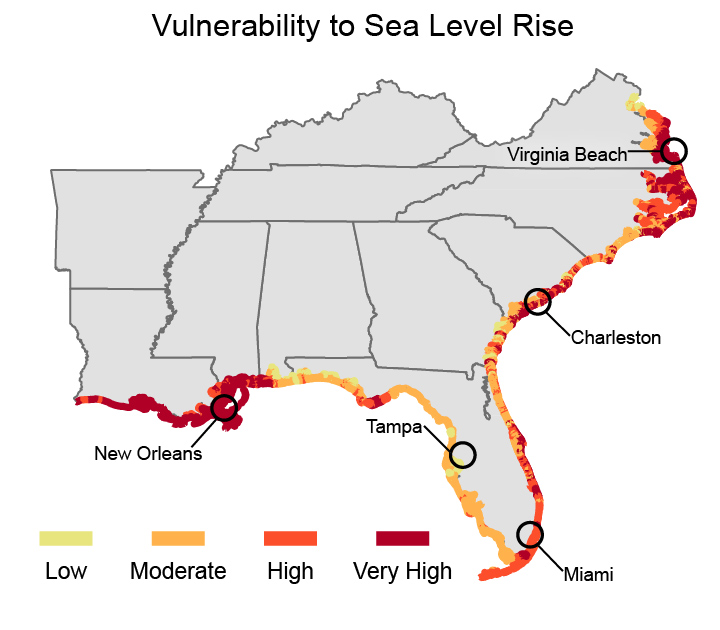 Vulnerability to Sea Level Rise
Virginia Beach
Charleston
Tampa
New Orleans
Miami
Low
Moderate
High
Very High